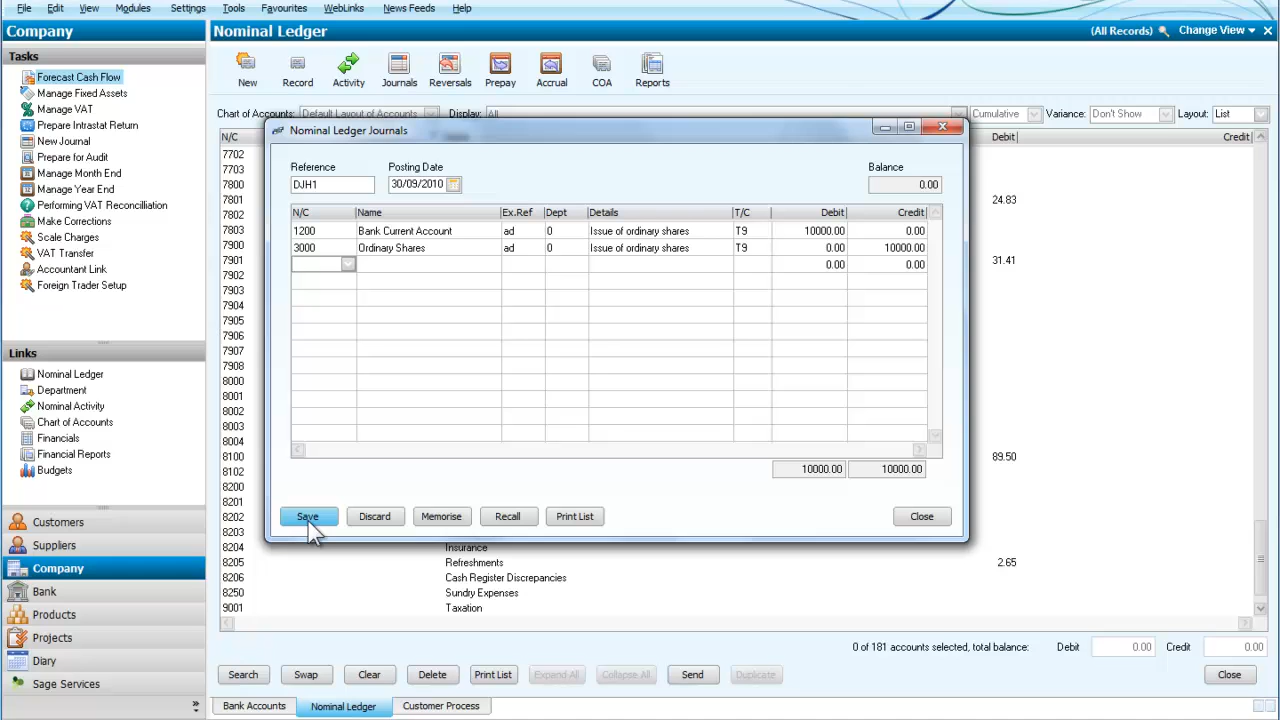 File Edit View Modules Settings Tools Favourites WebLinks News Feeds Help
Company
Nominal Ledger
(All Records) Change View
Tasks
Forecast Cash Flow
Manage Fixed Assets
Manage VAT
Prepare Intrastat Return
New Journal
Prepare for Audit
Manage Month End
Manage Year End
Performing VAT Reconcilliation
Make Corrections
Scale Charges
VAT Transfer
Accountant Link
Foreign Trader Setup
Links
Nominal Ledger
Department
Nominal Activity
Chart of Accounts
Financials
Financial Reports
Budgets
Customers
Suppliers
Company
Bank
Products
Projects
Diary
Sage Services
New Record Activity Journals Reversals Prepay Accrual COA Reports
Chart of Accounts: Default Layout of Accounts Display: All Cumulative Variance: Don't Show Layout: List
N/C Debit Credit
7702
7703
7800
7801 24.83
7802
7803
7900
7901 31.41
7902
7903
7904
7905
7906
7907
7908
8000
8001
8002
8003
8004
8100 89.50
8102
8200
8201
8202
8203
8204 Insurance
8205 Refreshments 2.65
8206 Cash Register Discrepancies
8250 Sundry Expenses
9001 Taxation
Nominal Ledger Journals
Reference Posting Date Balance
DJH1 30/09/2010 0.00
N/C Name Ex.Ref Dept Details T/C Debit Credit
1200 Bank Current Account ad 0 Issue of ordinary shares T9 10000.00 0.00
3000 Ordinary Shares ad 0 Issue of ordinary shares T9 0.00 10000.00
0.00 0.00
10000.00 10000.00
Save Discard Memorise Recall Print List Close
0 of 181 accounts selected, total balance: Debit 0.00 Credit 0.00
Search Swap Clear Delete Print List Expand All Collapse All Send Duplicate Close
Bank Accounts Nominal Ledger Customer Process